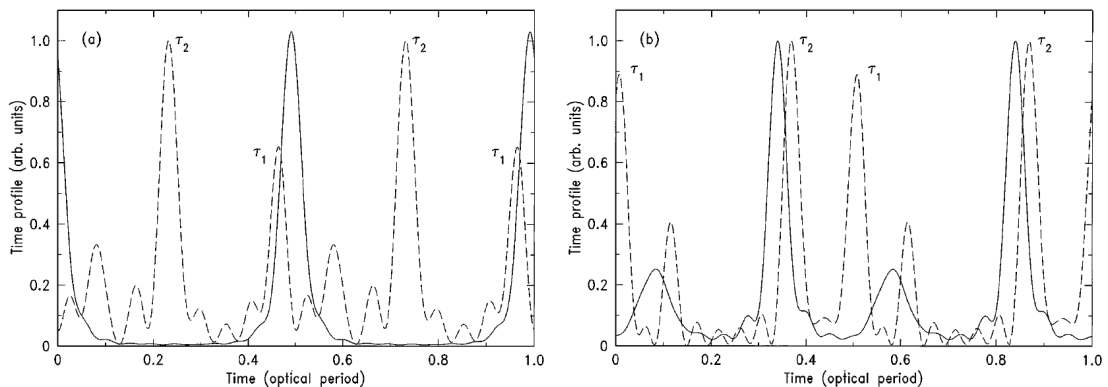 (a)
τ2
τ2
τ1
τ1
Time profile (arb. units)
1.0
0.8
0.6
0.4
0.2
0
0 0.2 0.4 0.6 0.8 1.0
Time (optical period)
(b)
τ2
τ2
τ1
τ1
Time profile (arb. units)
1.0
0.8
0.6
0.4
0.2
0
0 0.2 0.4 0.6 0.8 1.0
Time (optical period)